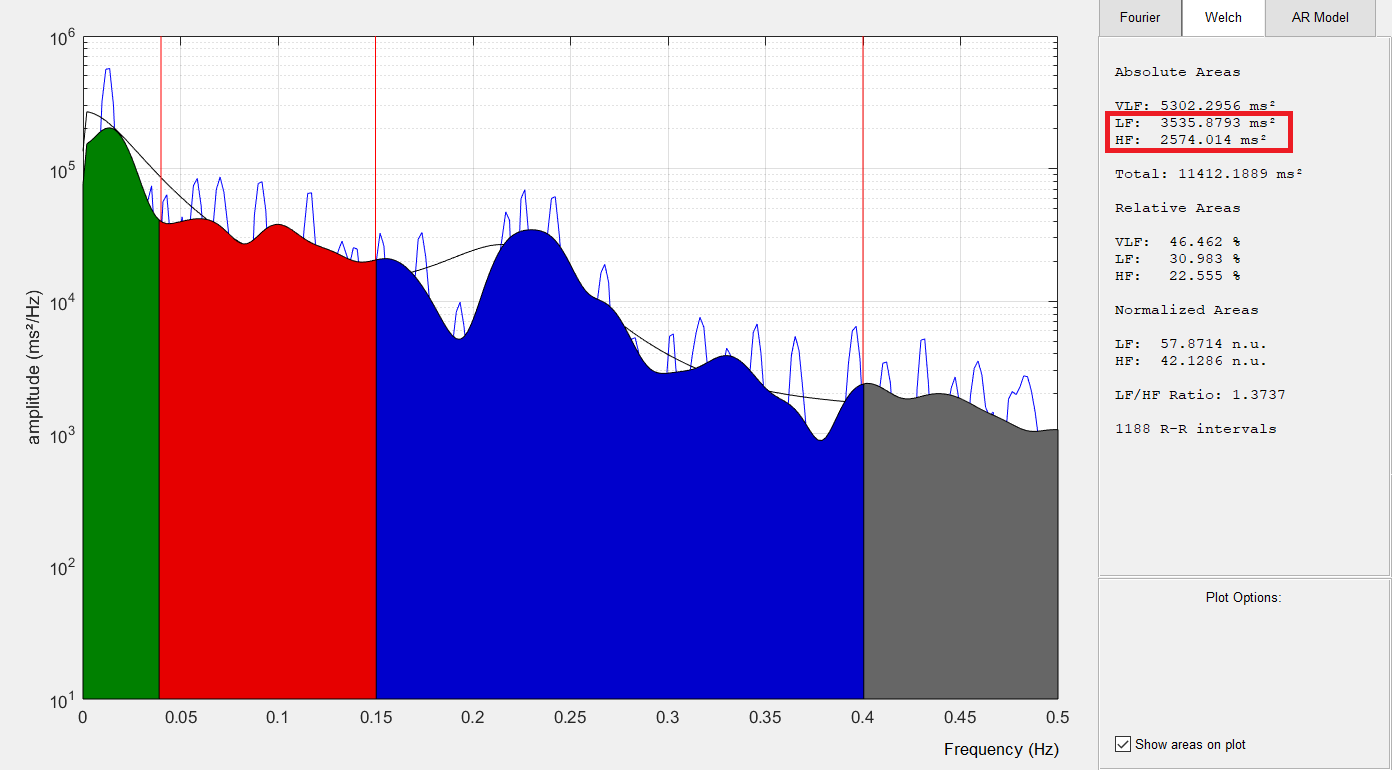 Fourier Welch AR Model
Absolute Areas
VLF: 5302.2956 ms²
LF: 3535.8793 ms²
HF: 2574.014 ms²
Total: 11412.1889 ms²
Relative Areas
VLF: 46.462 %
LF: 30.983 %
HF: 22.555 %
Normalized Areas
LF: 57.8714 n.u.
HF: 42.1286 n.u.
LF/HF Ratio: 1.3737
1188 R-R intervals
Plot Options:
Show areas on plot
amplitude (ms²/Hz)
10⁶
10⁵
10⁴
10³
10²
10¹
0 0.05 0.1 0.15 0.2 0.25 0.3 0.35 0.4 0.45 0.5
Frequency (Hz)